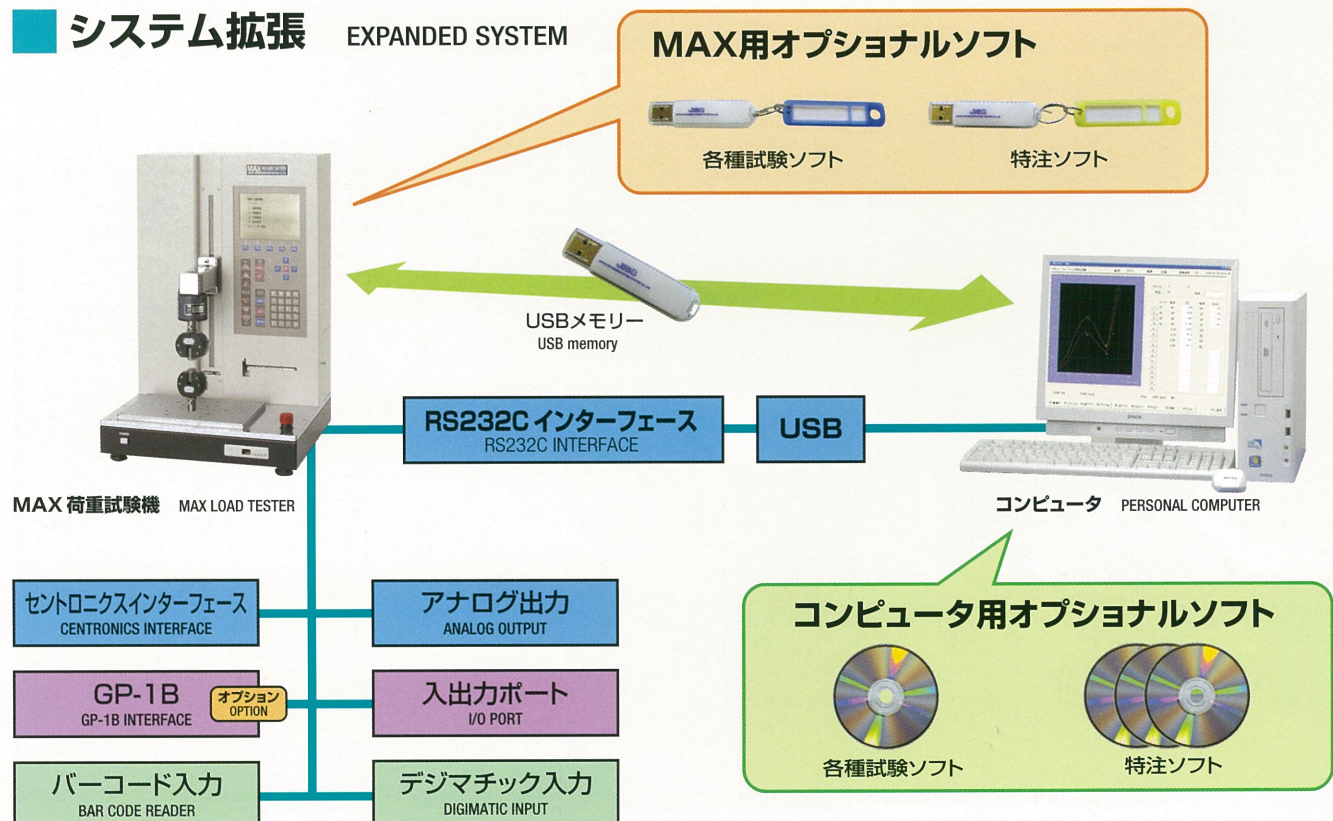 システム拡張 EXPANDED SYSTEM
MAX用オプショナルソフト
各種試験ソフト
特注ソフト
USBメモリー
USB memory
RS232Cインターフェース
RS232C INTERFACE
USB
MAX 荷重試験機 MAX LOAD TESTER
コンピュータ PERSONAL COMPUTER
セントロニクスインターフェース
CENTRONICS INTERFACE
アナログ出力
ANALOG OUTPUT
GP-1B
GP-1B INTERFACE
オプション
OPTION
入出力ポート
I/O PORT
バーコード入力
BAR CODE READER
デジマチック入力
DIGIMATIC INPUT
コンピュータ用オプショナルソフト
各種試験ソフト
特注ソフト